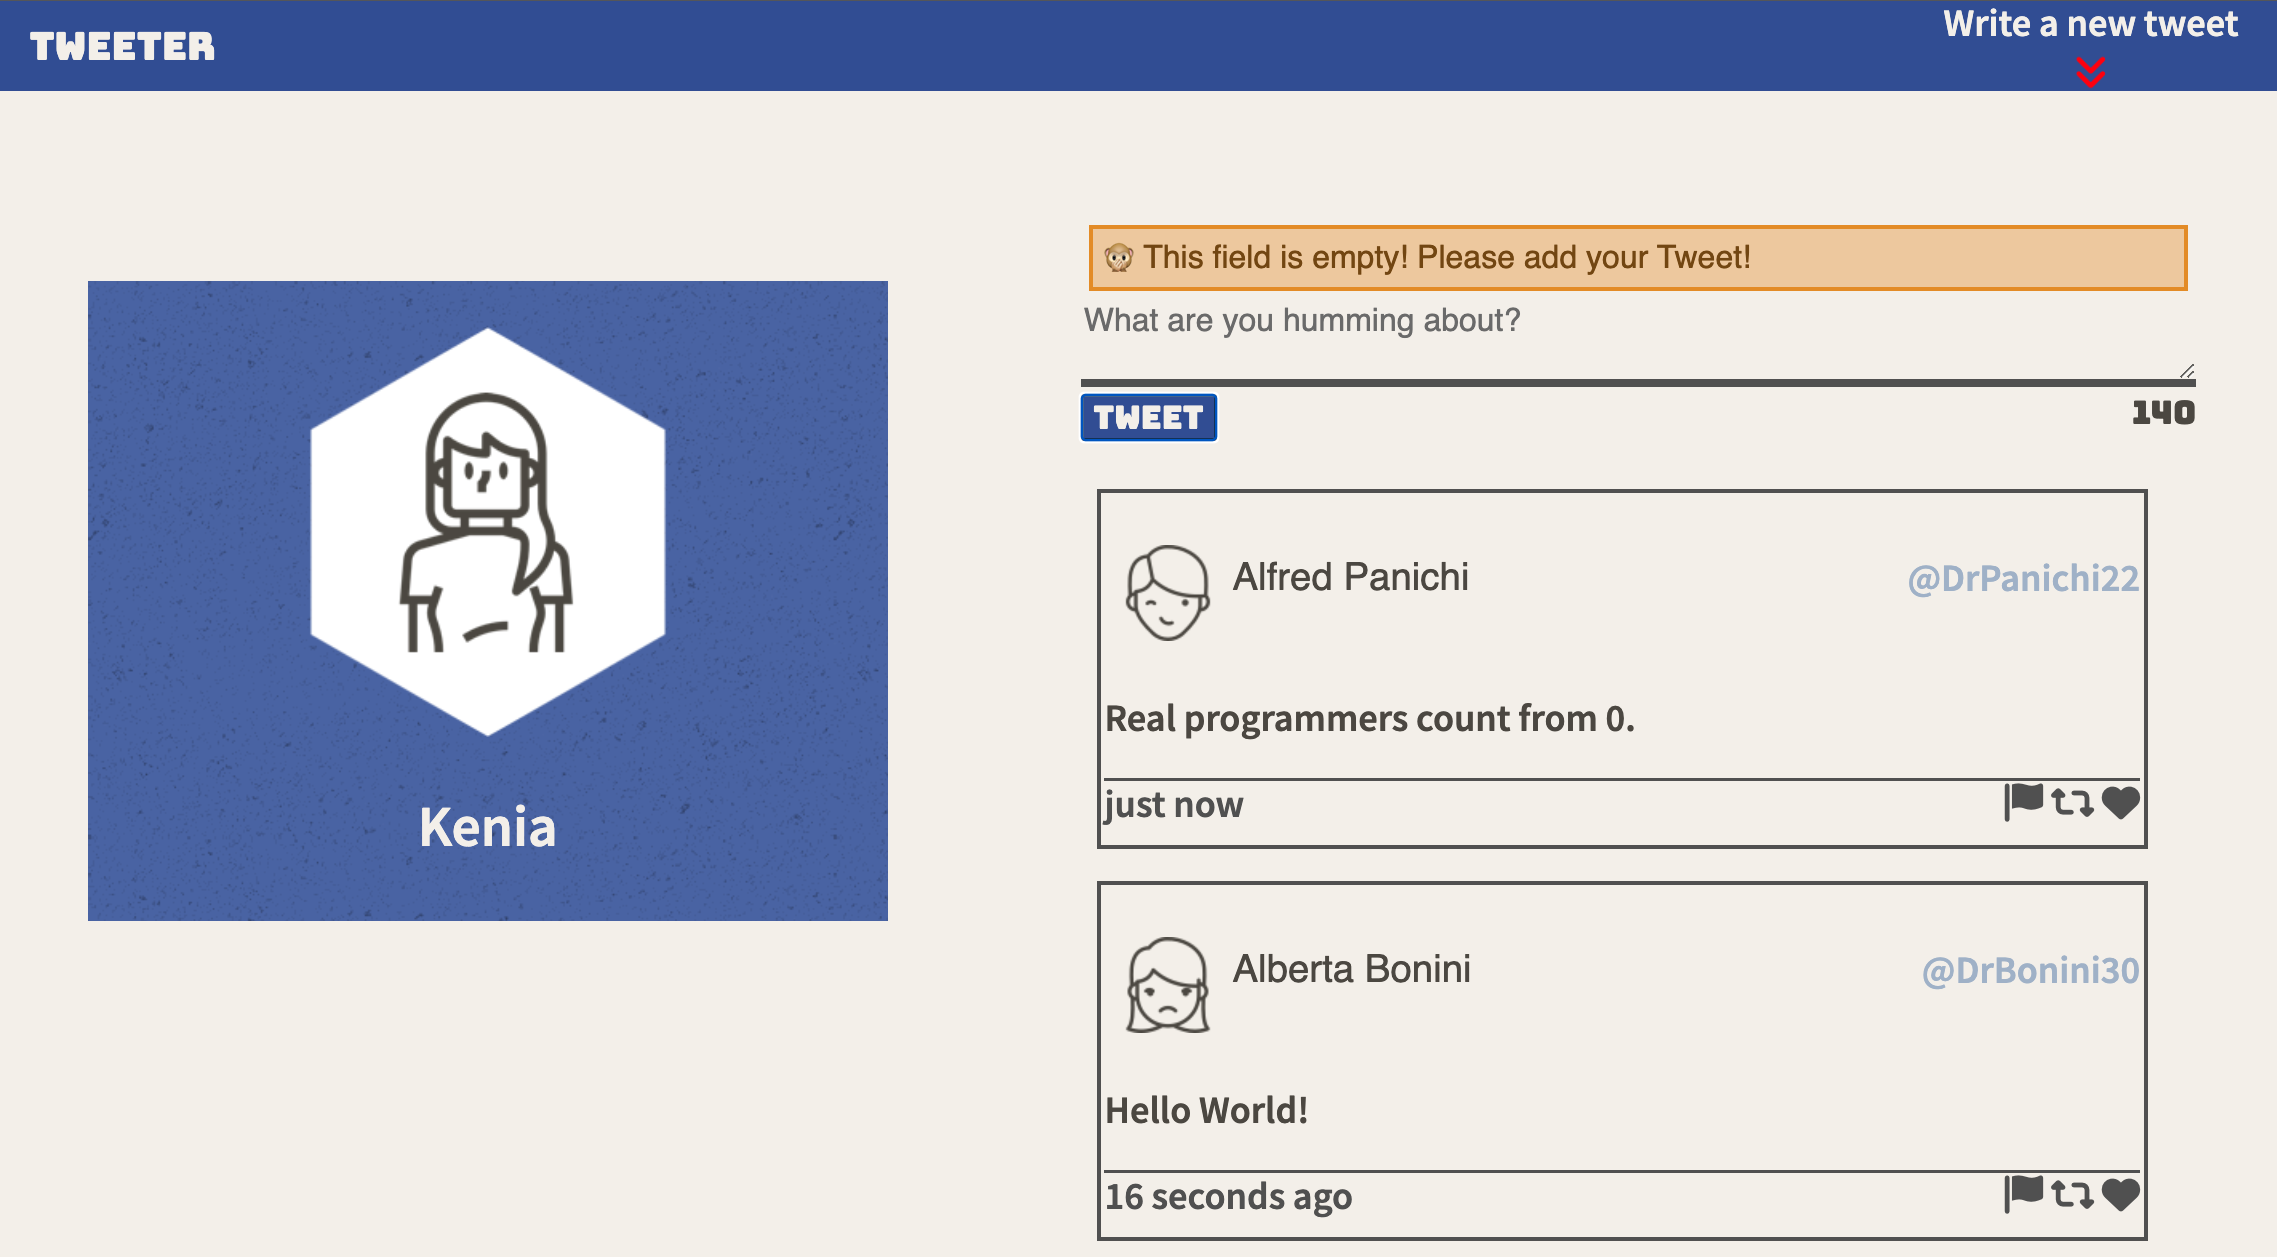 TWEETER
Write a new tweet
🙊 This field is empty! Please add your Tweet!
What are you humming about?
TWEET
140
Kenia
Alfred Panichi
@DrPanichi22
Real programmers count from 0.
just now
Alberta Bonini
@DrBonini30
Hello World!
16 seconds ago